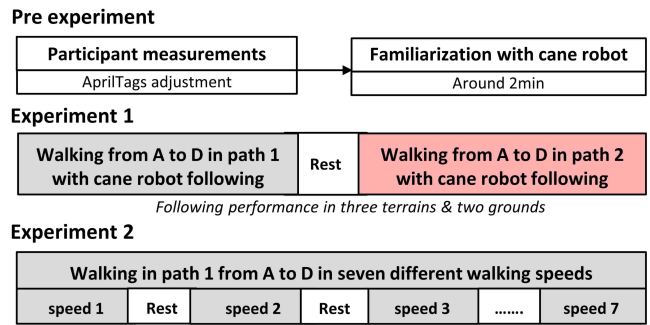 Pre experiment
Participant measurements
AprilTags adjustment
Familiarization with cane robot
Around 2min
Experiment 1
Walking from A to D in path 1
with cane robot following
Rest
Walking from A to D in path 2
with cane robot following
Following performance in three terrains & two grounds
Experiment 2
Walking in path 1 from A to D in seven different walking speeds
speed 1 Rest speed 2 Rest speed 3 ....... speed 7